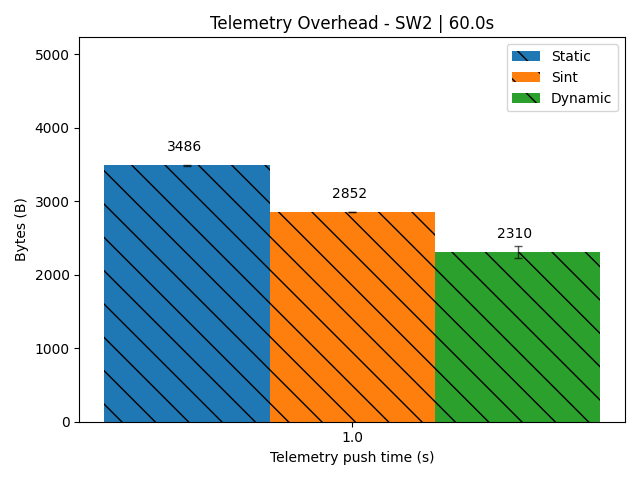 Telemetry Overhead - SW2 | 60.0s
Static
Sint
Dynamic
5000
4000
3000
2000
1000
0
Bytes (B)
3486
2852
2310
1.0
Telemetry push time (s)